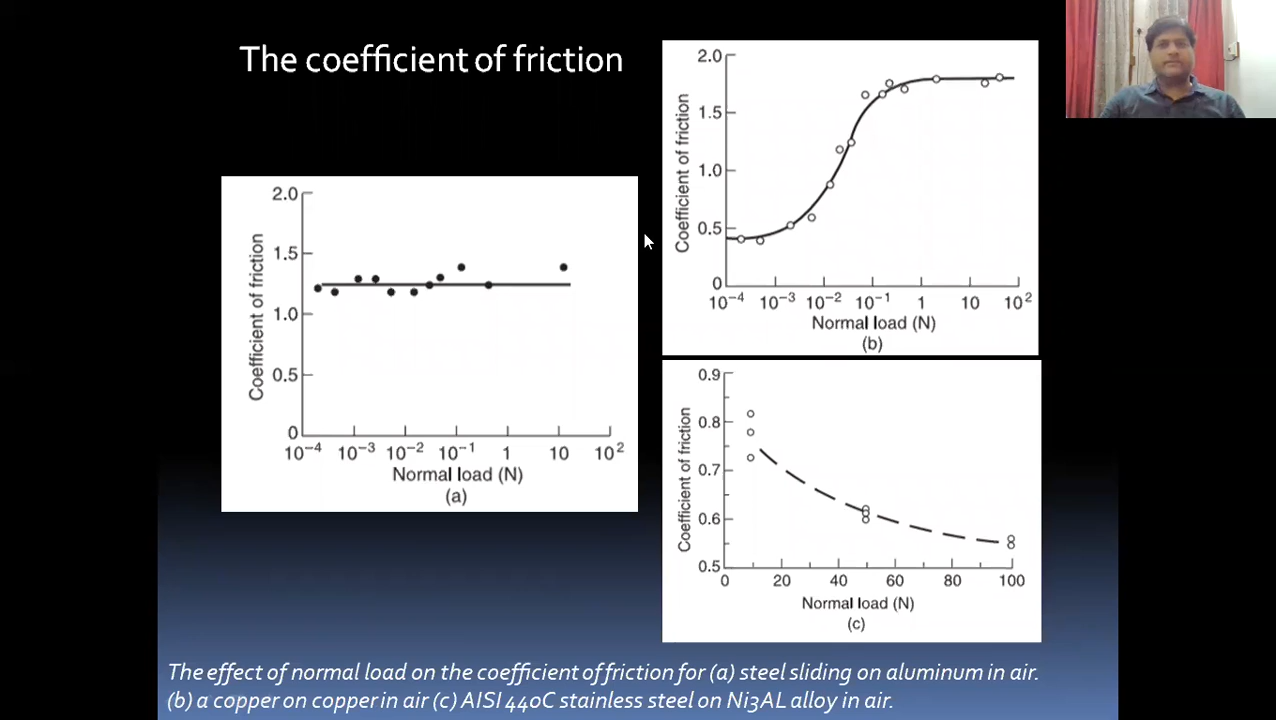 The coefficient of friction
2.0
1.5
1.0
0.5
0
Coefficient of friction
10⁻⁴ 10⁻³ 10⁻² 10⁻¹ 1 10 10²
Normal load (N)
(a)
2.0
1.5
1.0
0.5
0
Coefficient of friction
10⁻⁴ 10⁻³ 10⁻² 10⁻¹ 1 10 10²
Normal load (N)
(b)
0.9
0.8
0.7
0.6
0.5
Coefficient of friction
0 20 40 60 80 100
Normal load (N)
(c)
The effect of normal load on the coefficient of friction for (a) steel sliding on aluminum in air.
(b) a copper on copper in air (c) AISI 440C stainless steel on Ni3AL alloy in air.